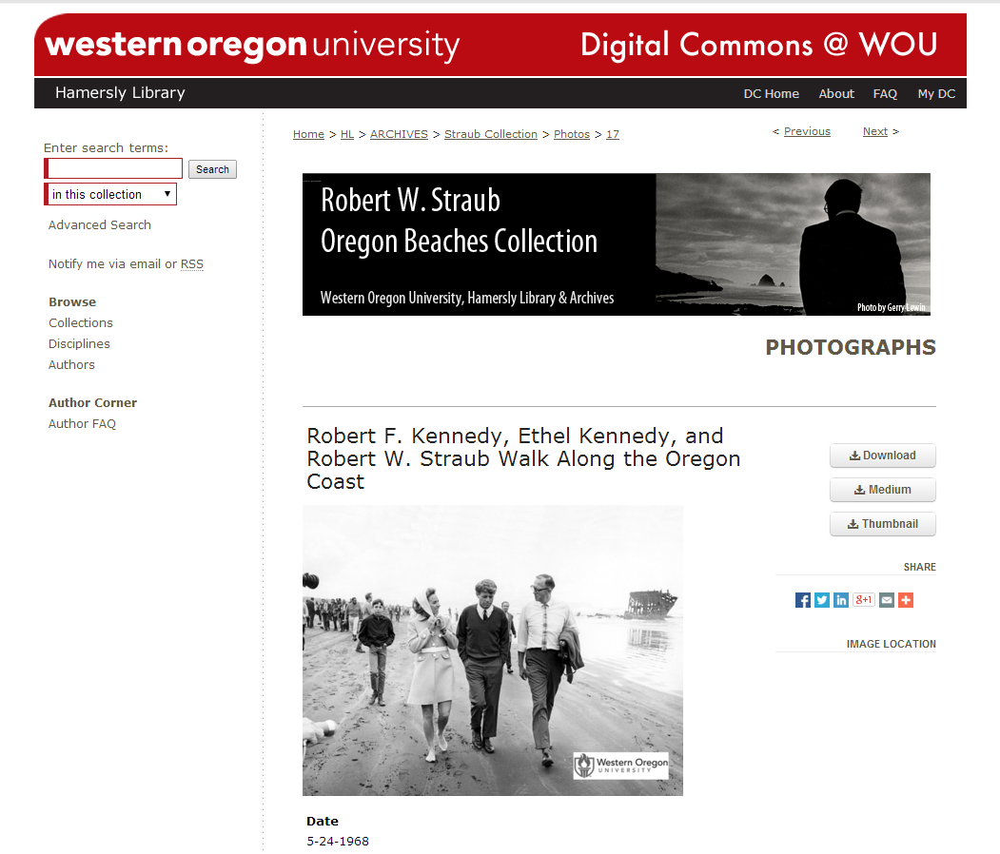 western oregon university
Digital Commons @ WOU
Hamersly Library
DC Home About FAQ My DC
Home > HL > ARCHIVES > Straub Collection > Photos > 17
< Previous Next >
Enter search terms:
Search
in this collection
Advanced Search
Notify me via email or RSS
Browse
Collections
Disciplines
Authors
Author Corner
Author FAQ
Robert W. Straub
Oregon Beaches Collection
Western Oregon University, Hamersly Library & Archives
Photo by Gerry Lewin
PHOTOGRAPHS
Robert F. Kennedy, Ethel Kennedy, and
Robert W. Straub Walk Along the Oregon
Coast
Download
Medium
Thumbnail
SHARE
g+1
IMAGE LOCATION
Western Oregon
UNIVERSITY
Date
5-24-1968